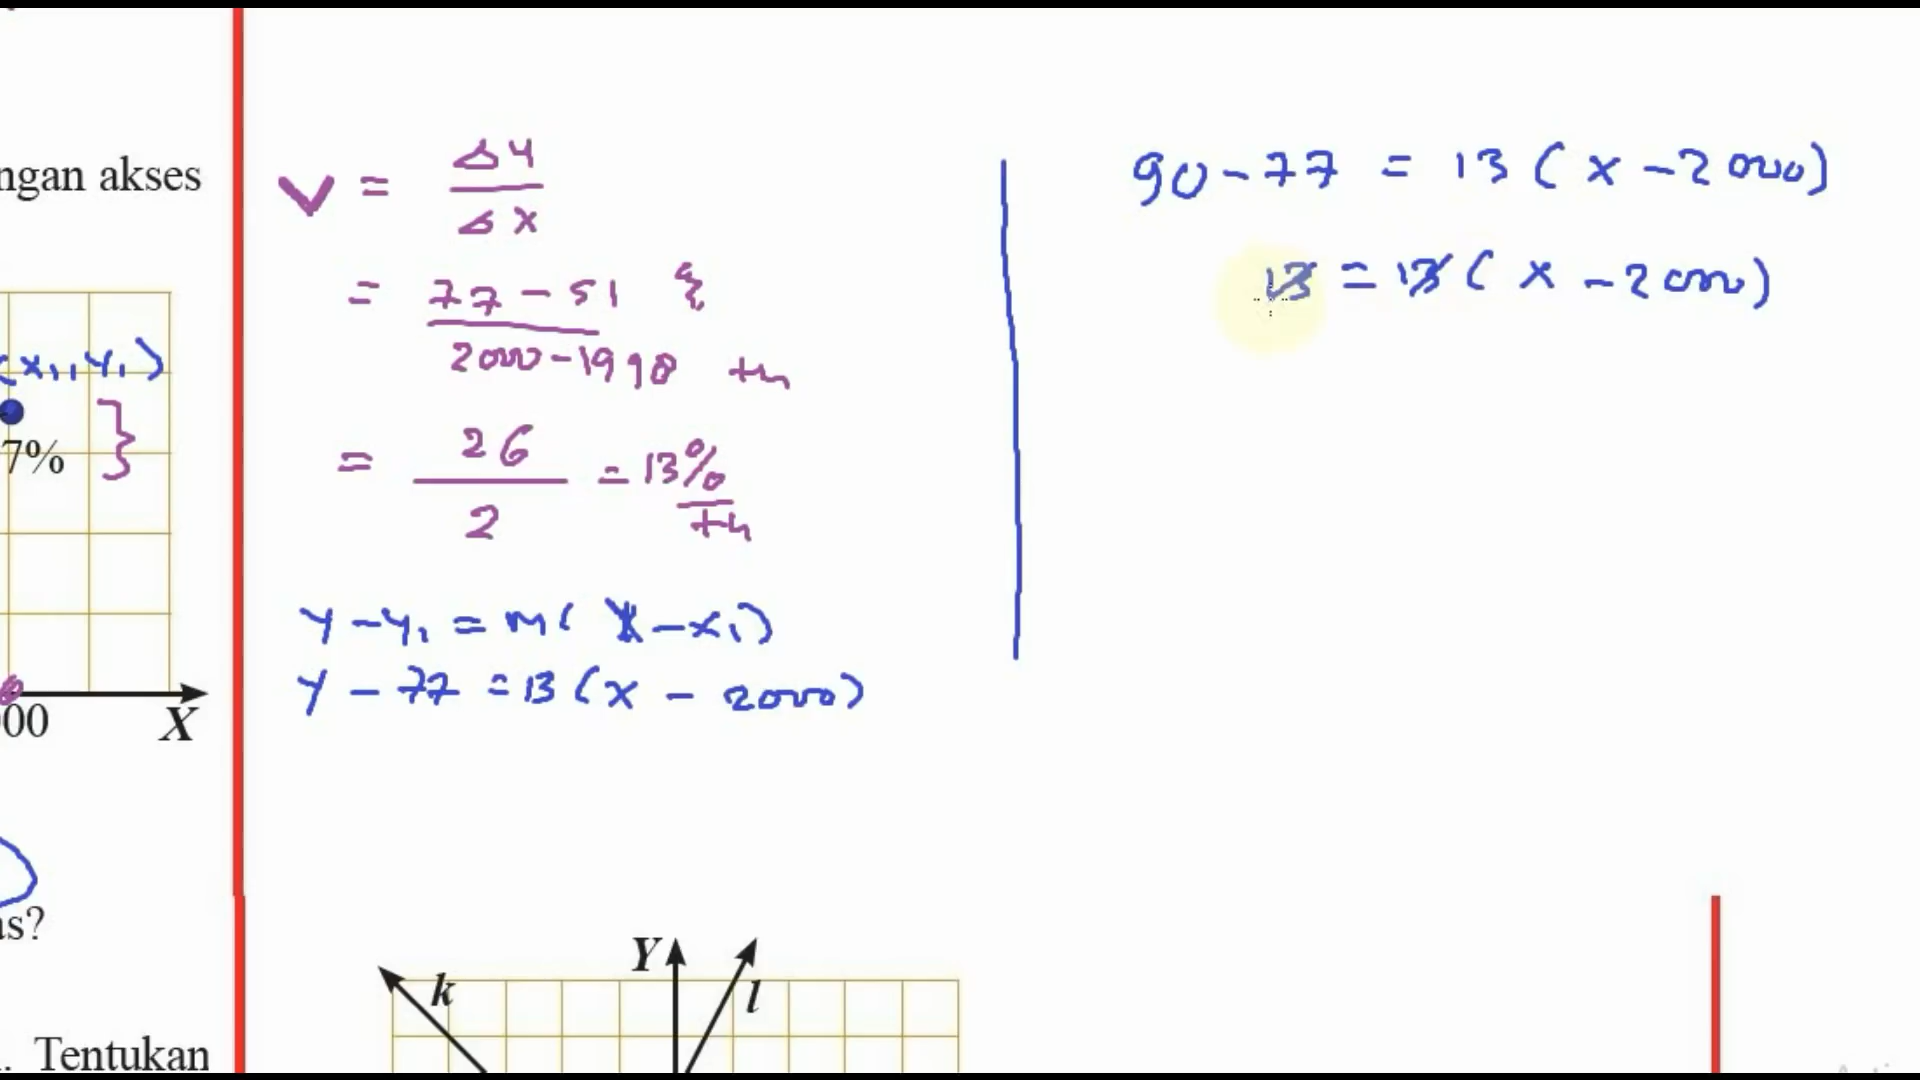 ngan akses
(x₁, y₁)
7%
00
X
as?
. Tentukan
V = Δy
Δx
= 77 - 51 %
2000 - 1998 th
= 26 = 13%
2 th
y - y₁ = m( x - x₁)
y - 77 = 13 (x - 2000)
90 - 77 = 13 ( x - 2000)
13 = 13 ( x - 2000)
Y
k
l